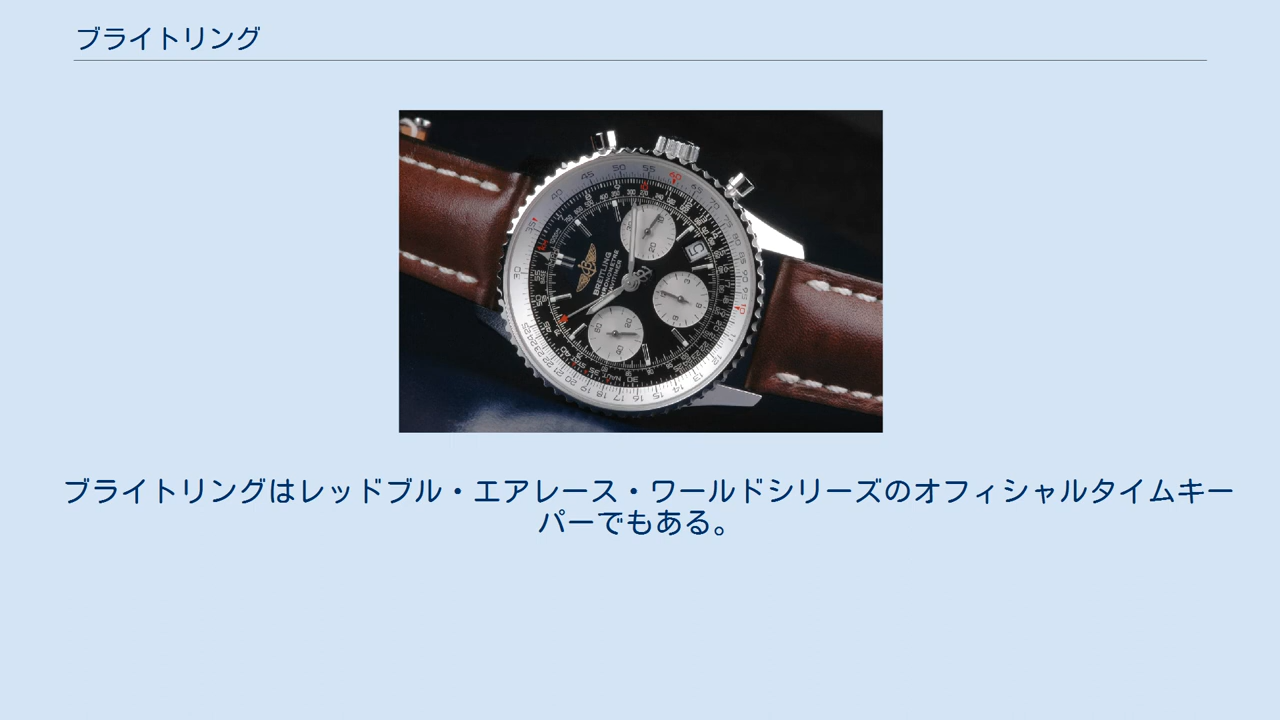 ブライトリング
BREITLING
ブライトリングはレッドブル・エアレース・ワールドシリーズのオフィシャルタイムキー
パーでもある。